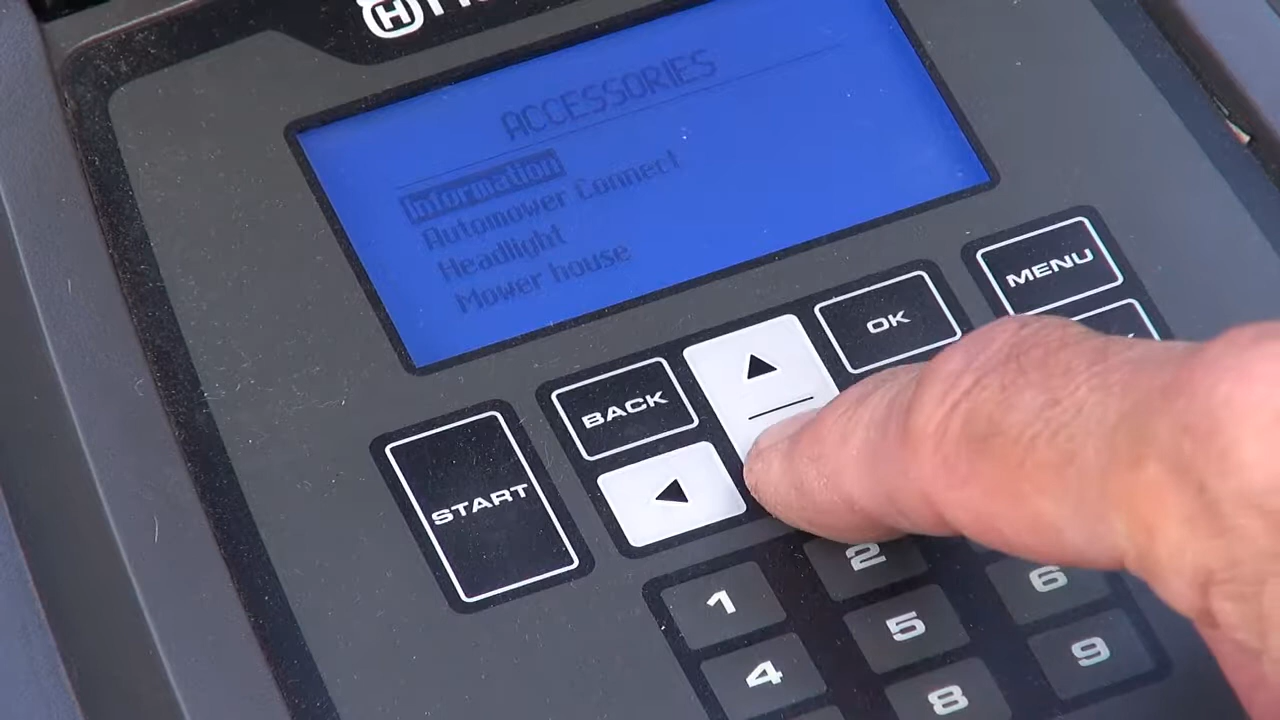 ACCESSORIES
Information
Automower Connect
Headlight
Mower house
MENU
OK
BACK
START
1
2
4
5
6
8
9